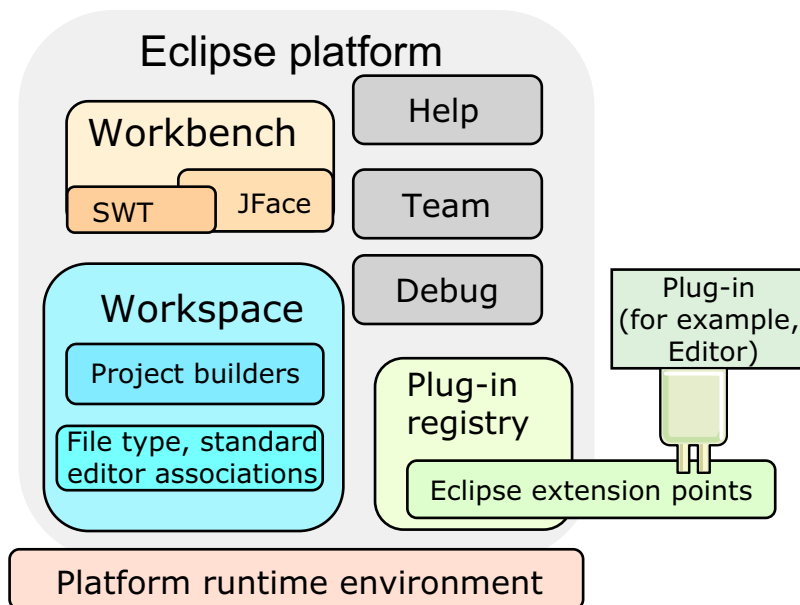 Eclipse platform
Workbench
SWT
JFace
Help
Team
Debug
Workspace
Project builders
File type, standard
editor associations
Plug-in
registry
Eclipse extension points
Plug-in
(for example,
Editor)
Platform runtime environment